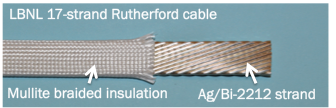 LBNL 17-strand Rutherford cable
Mullite braided insulation
Ag/Bi-2212 strand